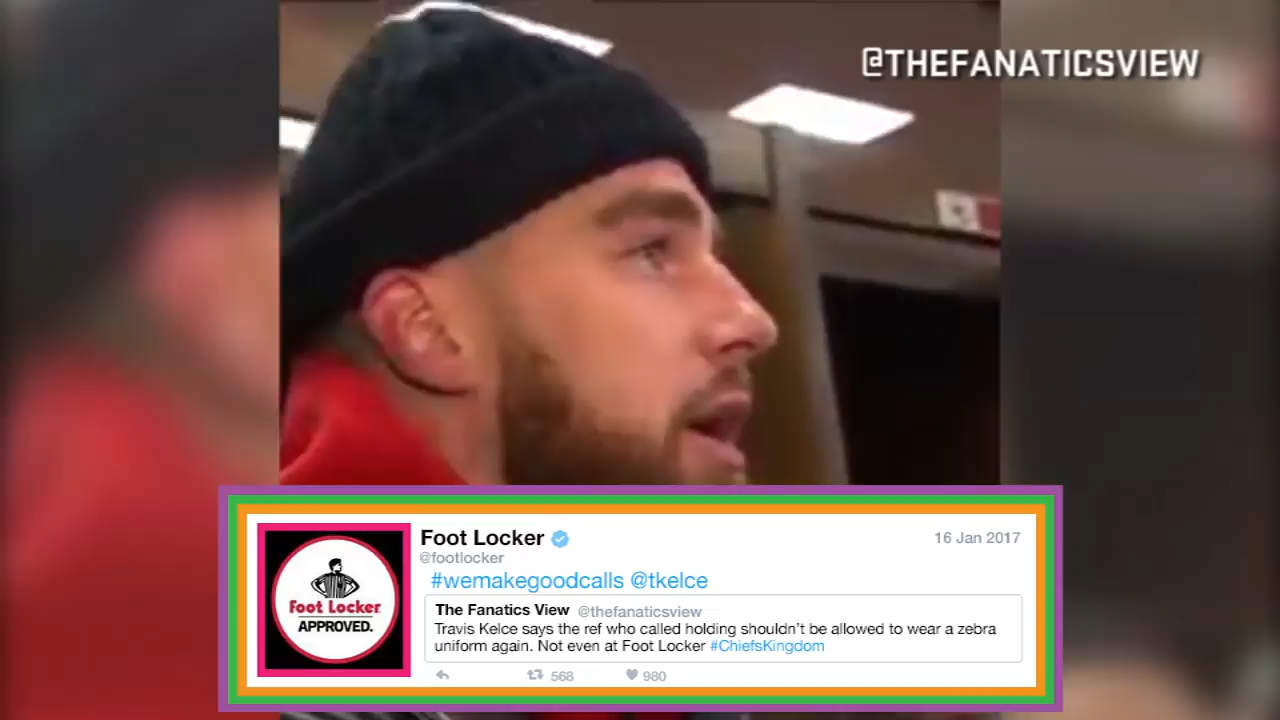 @THEFANATICSVIEW
Foot Locker
16 Jan 2017
@footlocker
#wemakegoodcalls @tkelce
The Fanatics View @thefanaticsview
Travis Kelce says the ref who called holding shouldn't be allowed to wear a zebra
uniform again. Not even at Foot Locker #ChiefsKingdom
568
980
Foot Locker
APPROVED.